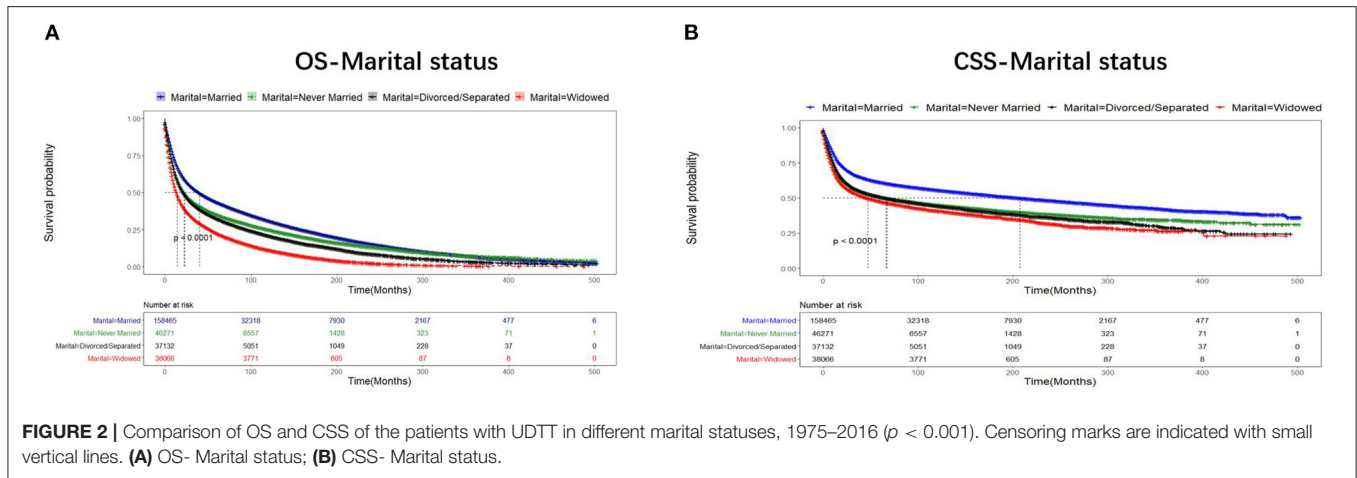 A
OS-Marital status
Marital=Married Marital=Never Married Marital=Divorced/Separated Marital=Widowed
Survival probability
1.00
0.75
0.50
0.25
0.00
p < 0.0001
0 100 200 300 400 500
Time(Months)
Number at risk
Marital=Married 158465 32318 7930 2167 477 6
Marital=Never Married 46271 6557 1428 323 71 1
Marital=Divorced/Separated 37132 5051 1049 228 37 0
Marital=Widowed 38066 3771 605 87 8 0
0 100 200 300 400 500
Time(Months)
B
CSS-Marital status
Marital=Married Marital=Never Married Marital=Divorced/Separated Marital=Widowed
Survival probability
1.00
0.75
0.50
0.25
0.00
p < 0.0001
0 100 200 300 400 500
Time(Months)
Number at risk
Marital=Married 158465 32318 7930 2167 477 6
Marital=Never Married 46271 6557 1428 323 71 1
Marital=Divorced/Separated 37132 5051 1049 228 37 0
Marital=Widowed 38066 3771 605 87 8 0
0 100 200 300 400 500
Time(Months)
FIGURE 2 | Comparison of OS and CSS of the patients with UDTT in different marital statuses, 1975–2016 (p < 0.001). Censoring marks are indicated with small
vertical lines. (A) OS- Marital status; (B) CSS- Marital status.